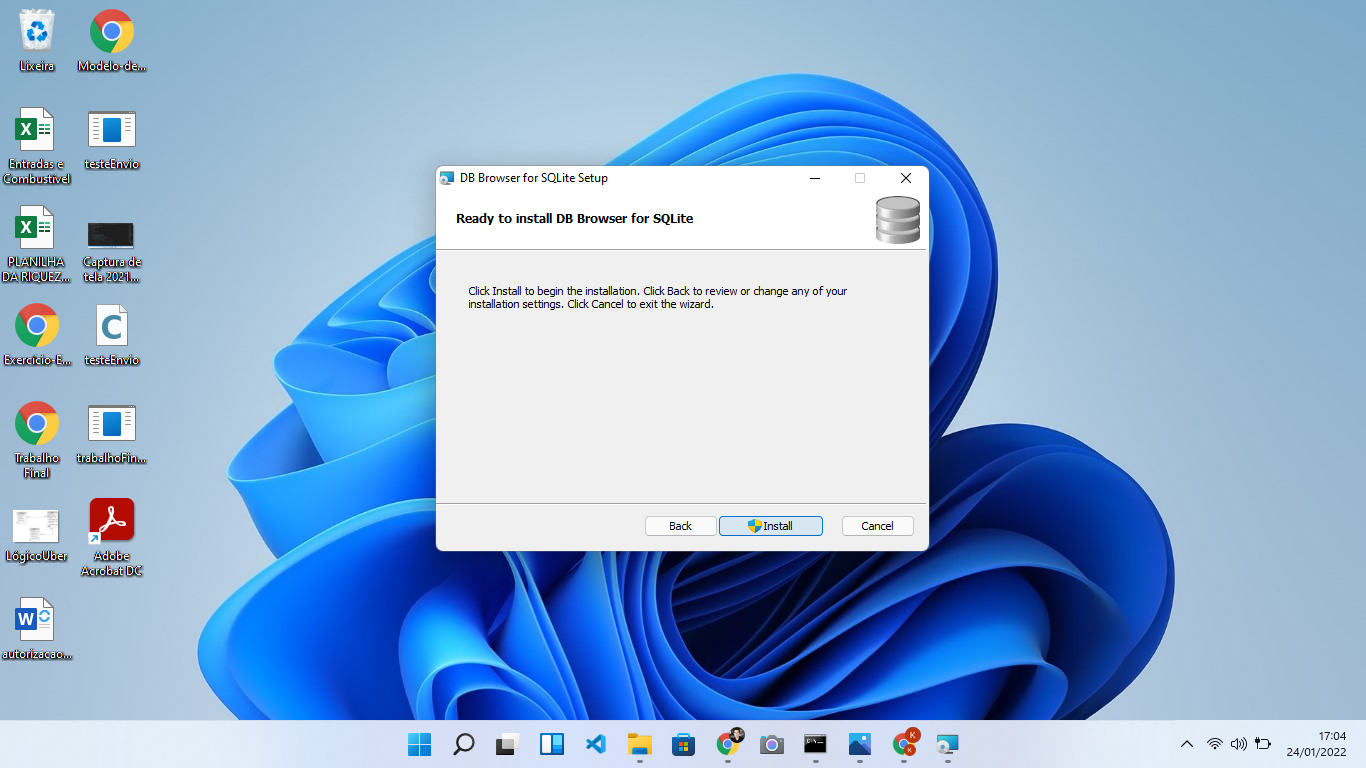 Lixeira
Modelo-de...
Entradas e
Combustivel
testeEnvio
PLANILHA
DA RIQUEZ...
Captura de
tela 2021...
Exercício-E...
testeEnvio
Trabalho
Final
trabalhoFin...
LógicoUber
Adobe
Acrobat DC
autorizacao...
DB Browser for SQLite Setup
Ready to install DB Browser for SQLite
Click Install to begin the installation. Click Back to review or change any of your
installation settings. Click Cancel to exit the wizard.
Back
Install
Cancel
17:04
24/01/2022